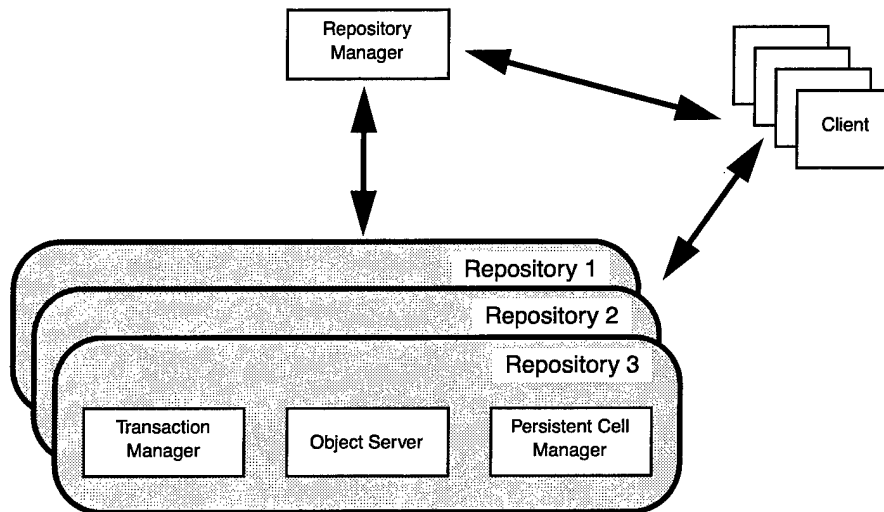 Repository
Manager
Client
Repository 1
Repository 2
Repository 3
Transaction
Manager
Object Server
Persistent Cell
Manager